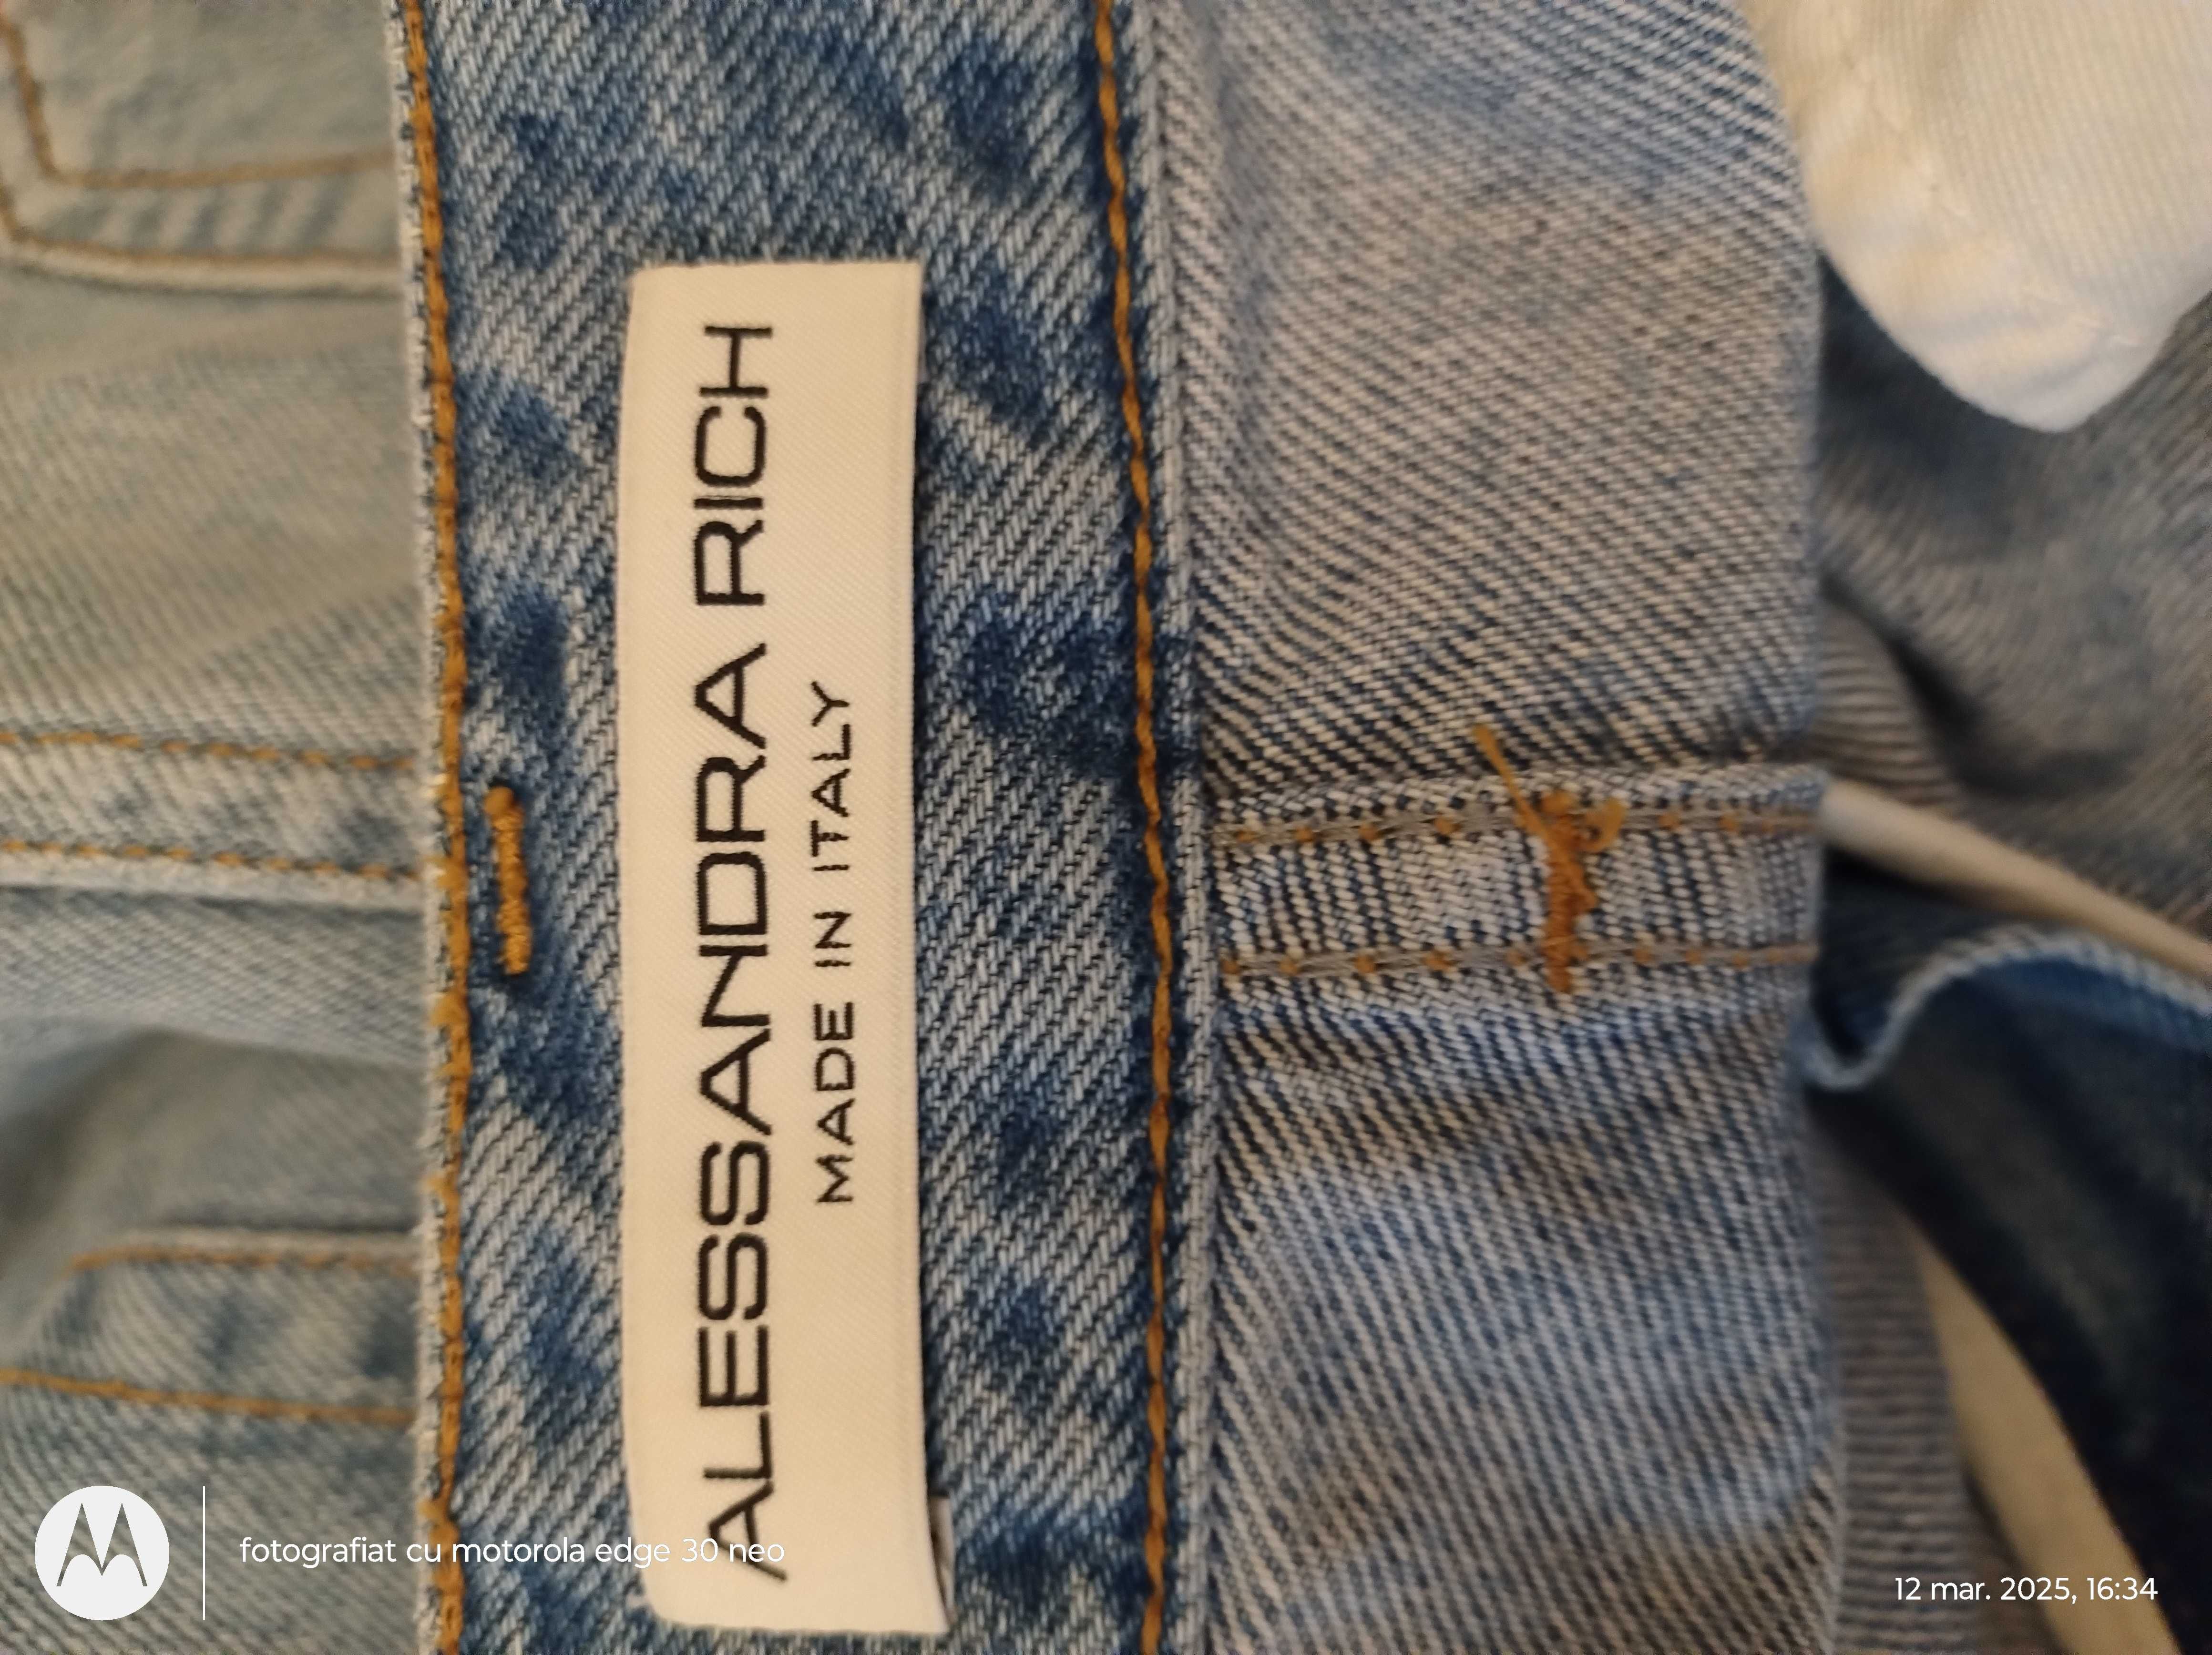 ALESSANDRA RICH
MADE IN ITALY
fotografiat cu motorola edge 30 neo
12 mar. 2025, 16:34